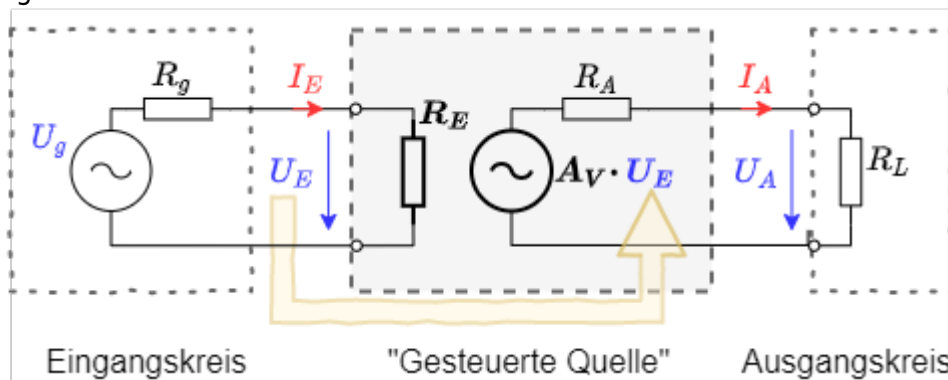 R_g
I_E
R_E
R_A
I_A
U_g
U_E
A_V · U_E
U_A
R_L
Eingangskreis
"Gesteuerte Quelle"
Ausgangskreis